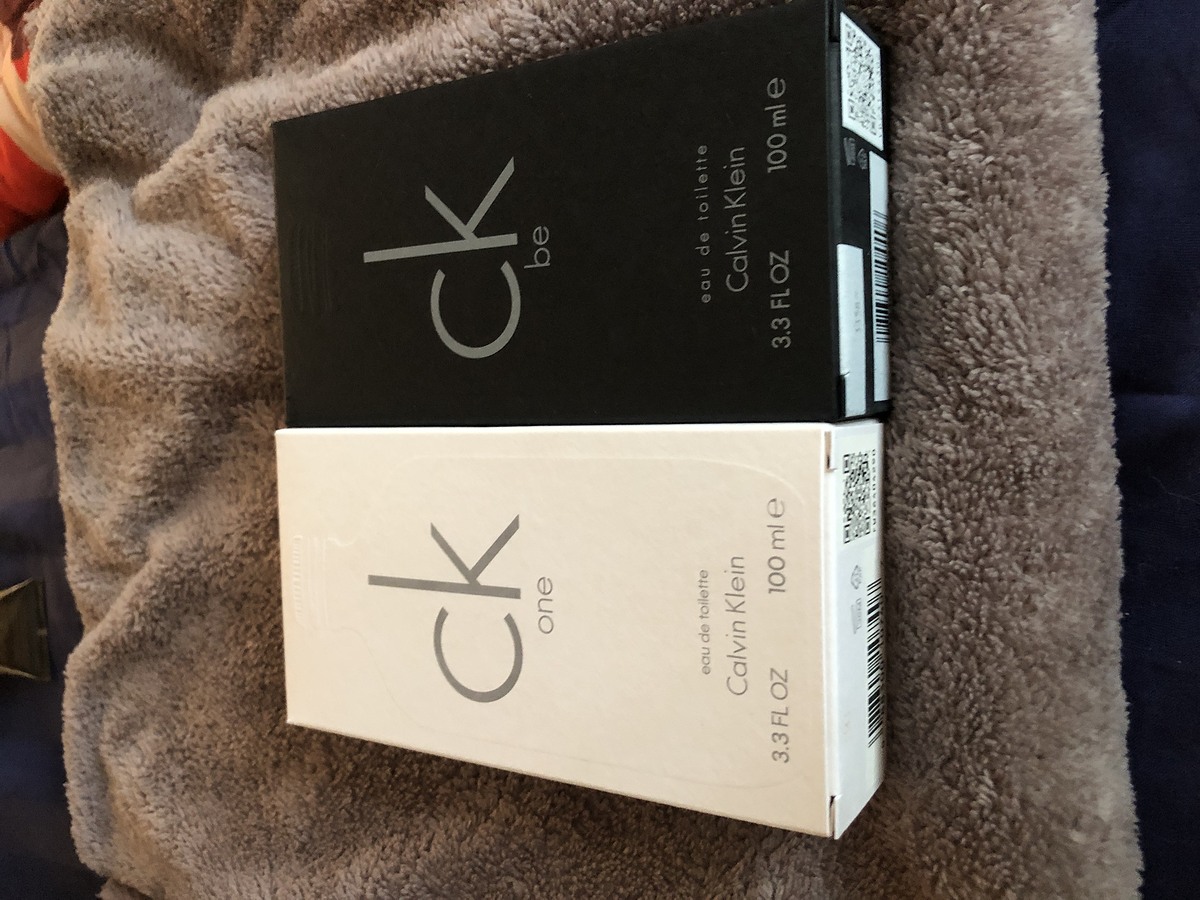 ck
be
eau de toilette
Calvin Klein
3.3 FL OZ 100 ml e
ck
one
eau de toilette
Calvin Klein
3.3 FL OZ 100 ml e